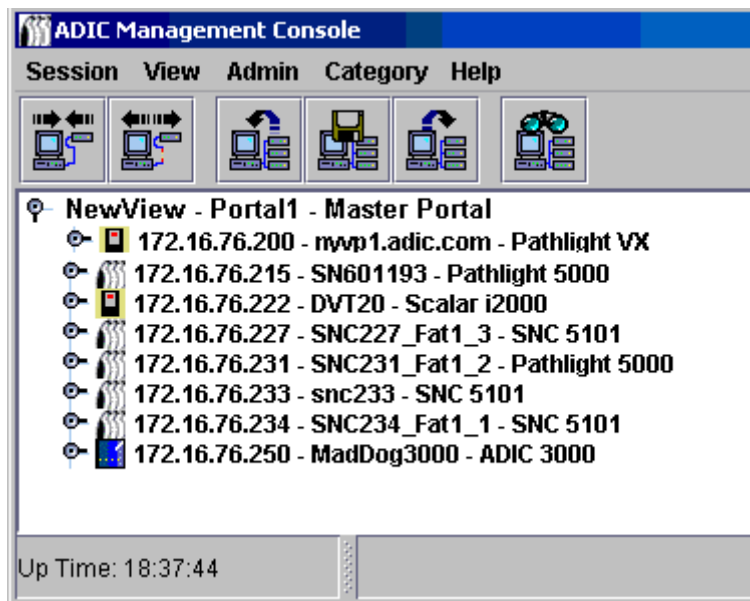 ADIC Management Console
Session View Admin Category Help
NewView - Portal1 - Master Portal
172.16.76.200 - nyvp1.adic.com - Pathlight VX
172.16.76.215 - SN601193 - Pathlight 5000
172.16.76.222 - DVT20 - Scalar i2000
172.16.76.227 - SNC227_Fat1_3 - SNC 5101
172.16.76.231 - SNC231_Fat1_2 - Pathlight 5000
172.16.76.233 - snc233 - SNC 5101
172.16.76.234 - SNC234_Fat1_1 - SNC 5101
172.16.76.250 - MadDog3000 - ADIC 3000
Up Time: 18:37:44